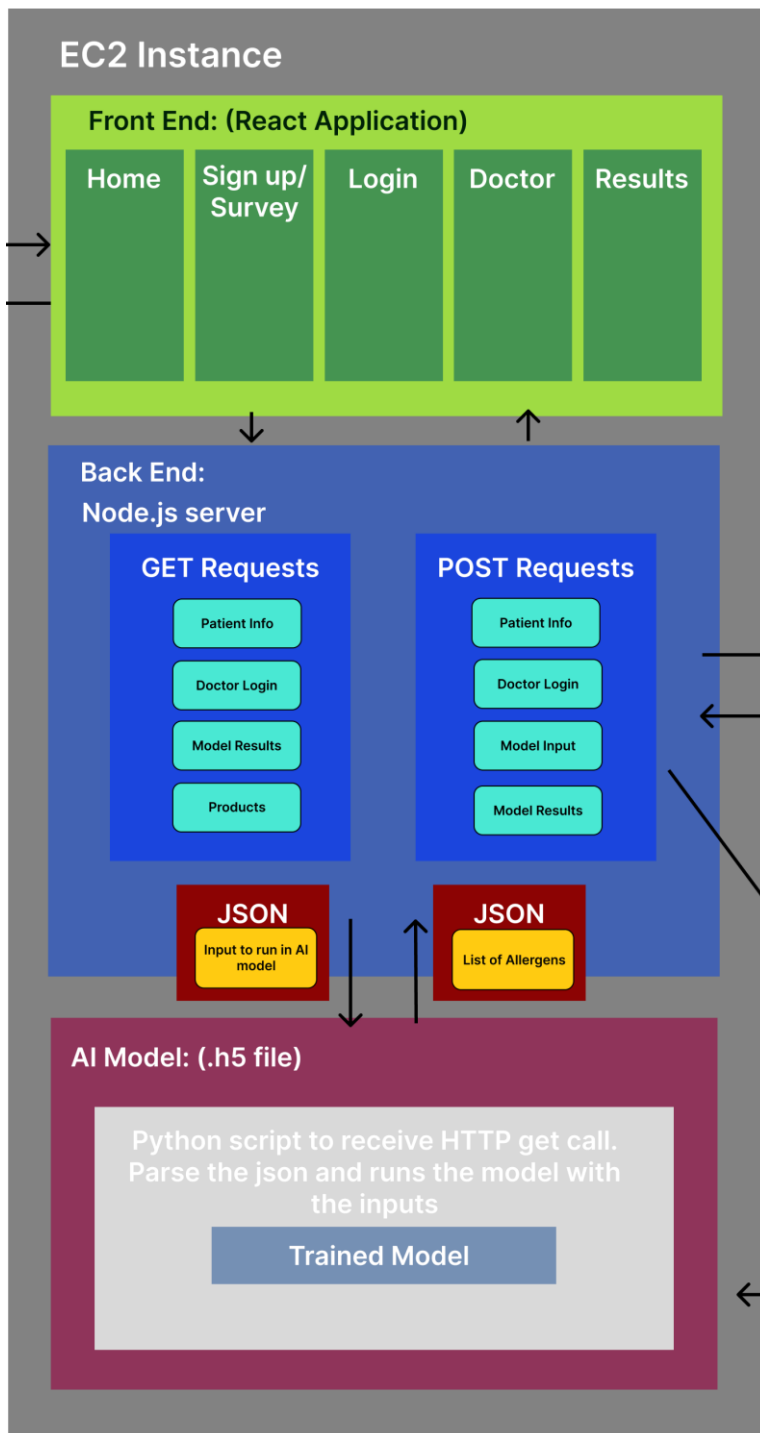 EC2 Instance
Front End: (React Application)
Home
Sign up/
Survey
Login
Doctor
Results
Back End:
Node.js server
GET Requests
Patient Info
Doctor Login
Model Results
Products
POST Requests
Patient Info
Doctor Login
Model Input
Model Results
JSON
Input to run in AI
model
JSON
List of Allergens
AI Model: (.h5 file)
Python script to receive HTTP get call.
Parse the json and runs the model with
the inputs
Trained Model